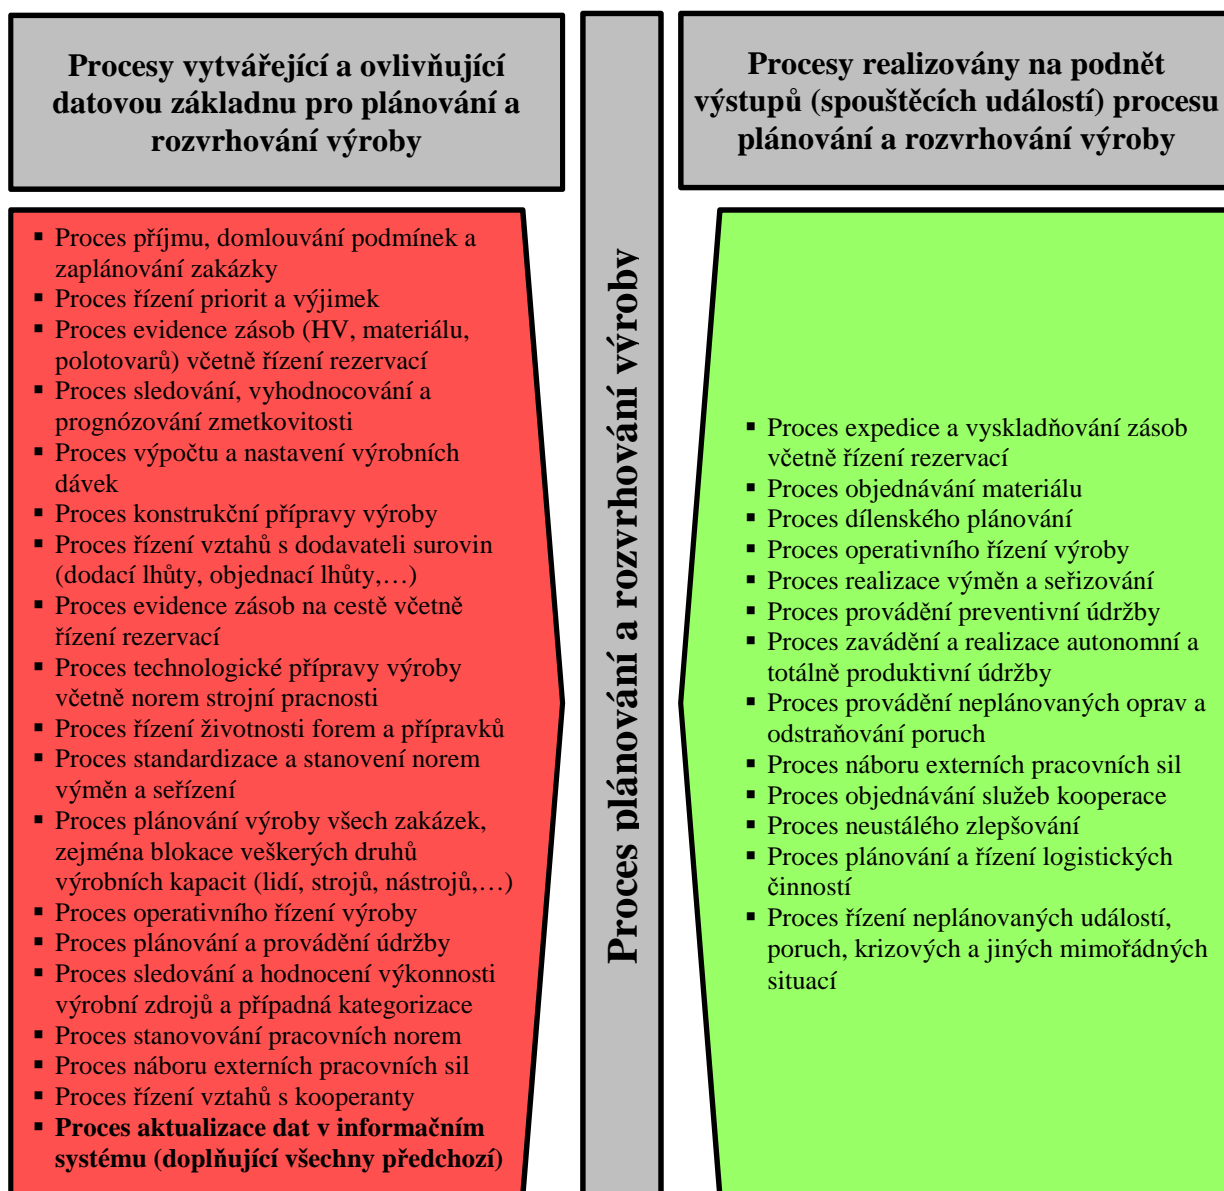 Procesy vytvářející a ovlivňující
datovou základnu pro plánování a
rozvrhování výroby
▪ Proces příjmu, domlouvání podmínek a
zaplánování zakázky
▪ Proces řízení priorit a výjimek
▪ Proces evidence zásob (HV, materiálu,
polotovarů) včetně řízení rezervací
▪ Proces sledování, vyhodnocování a
prognózování zmetkovitosti
▪ Proces výpočtu a nastavení výrobních
dávek
▪ Proces konstrukční přípravy výroby
▪ Proces řízení vztahů s dodavateli surovin
(dodací lhůty, objednací lhůty,…)
▪ Proces evidence zásob na cestě včetně
řízení rezervací
▪ Proces technologické přípravy výroby
včetně norem strojní pracnosti
▪ Proces řízení životnosti forem a přípravků
▪ Proces standardizace a stanovení norem
výměn a seřízení
▪ Proces plánování výroby všech zakázek,
zejména blokace veškerých druhů
výrobních kapacit (lidí, strojů, nástrojů,…)
▪ Proces operativního řízení výroby
▪ Proces plánování a provádění údržby
▪ Proces sledování a hodnocení výkonnosti
výrobní zdrojů a případná kategorizace
▪ Proces stanovování pracovních norem
▪ Proces náboru externích pracovních sil
▪ Proces řízení vztahů s kooperanty
▪ Proces aktualizace dat v informačním
systému (doplňující všechny předchozí)
Proces plánování a rozvrhování výroby
Procesy realizovány na podnět
výstupů (spouštěcích událostí) procesu
plánování a rozvrhování výroby
▪ Proces expedice a vyskladňování zásob
včetně řízení rezervací
▪ Proces objednávání materiálu
▪ Proces dílenského plánování
▪ Proces operativního řízení výroby
▪ Proces realizace výměn a seřizování
▪ Proces provádění preventivní údržby
▪ Proces zavádění a realizace autonomní a
totálně produktivní údržby
▪ Proces provádění neplánovaných oprav a
odstraňování poruch
▪ Proces náboru externích pracovních sil
▪ Proces objednávání služeb kooperace
▪ Proces neustálého zlepšování
▪ Proces plánování a řízení logistických
činností
▪ Proces řízení neplánovaných událostí,
poruch, krizových a jiných mimořádných
situací